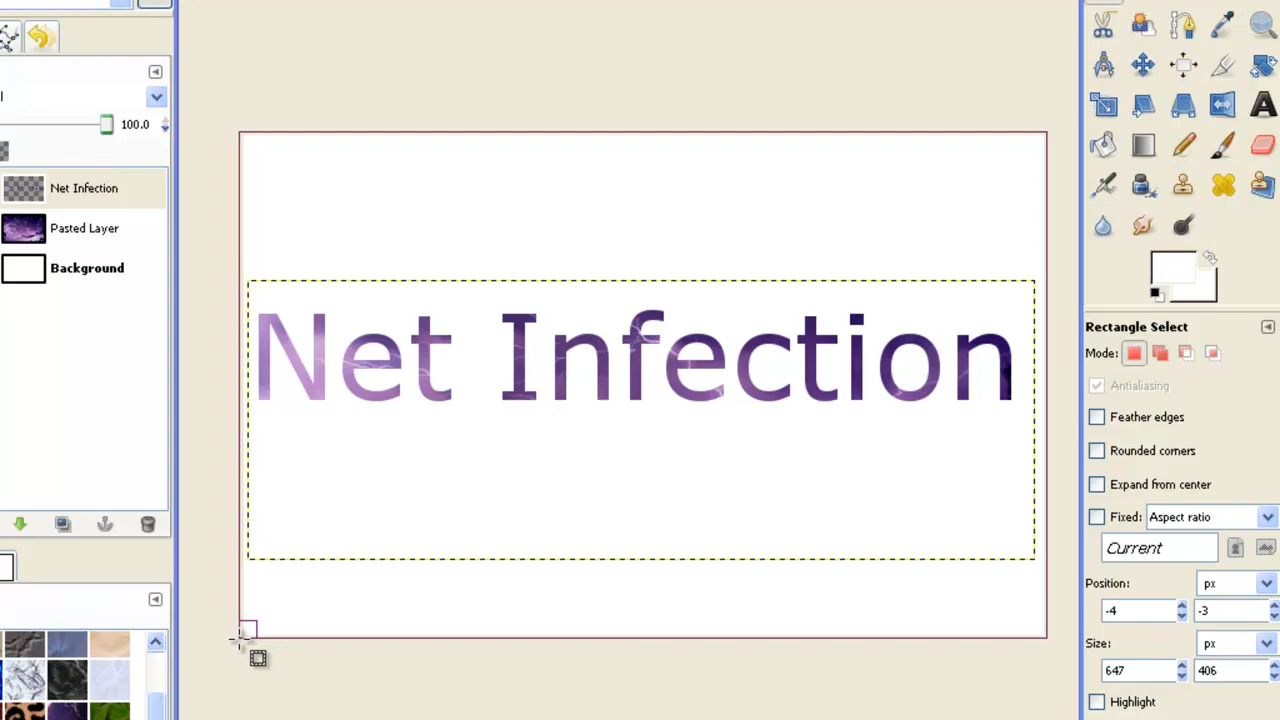 100.0
Net Infection
Pasted Layer
Background
Net Infection
Rectangle Select
Mode:
Antialiasing
Feather edges
Rounded corners
Expand from center
Fixed: Aspect ratio
Current
Position: px
-4 -3
Size: px
647 406
Highlight